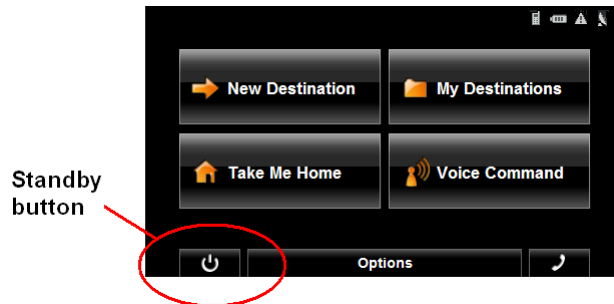 New Destination
My Destinations
Take Me Home
Voice Command
Standby
button
Options